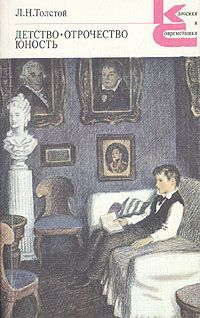 Л.Н.Толстой
ДЕТСТВО·ОТРОЧЕСТВО
ЮНОСТЬ
Классики
и
Современники